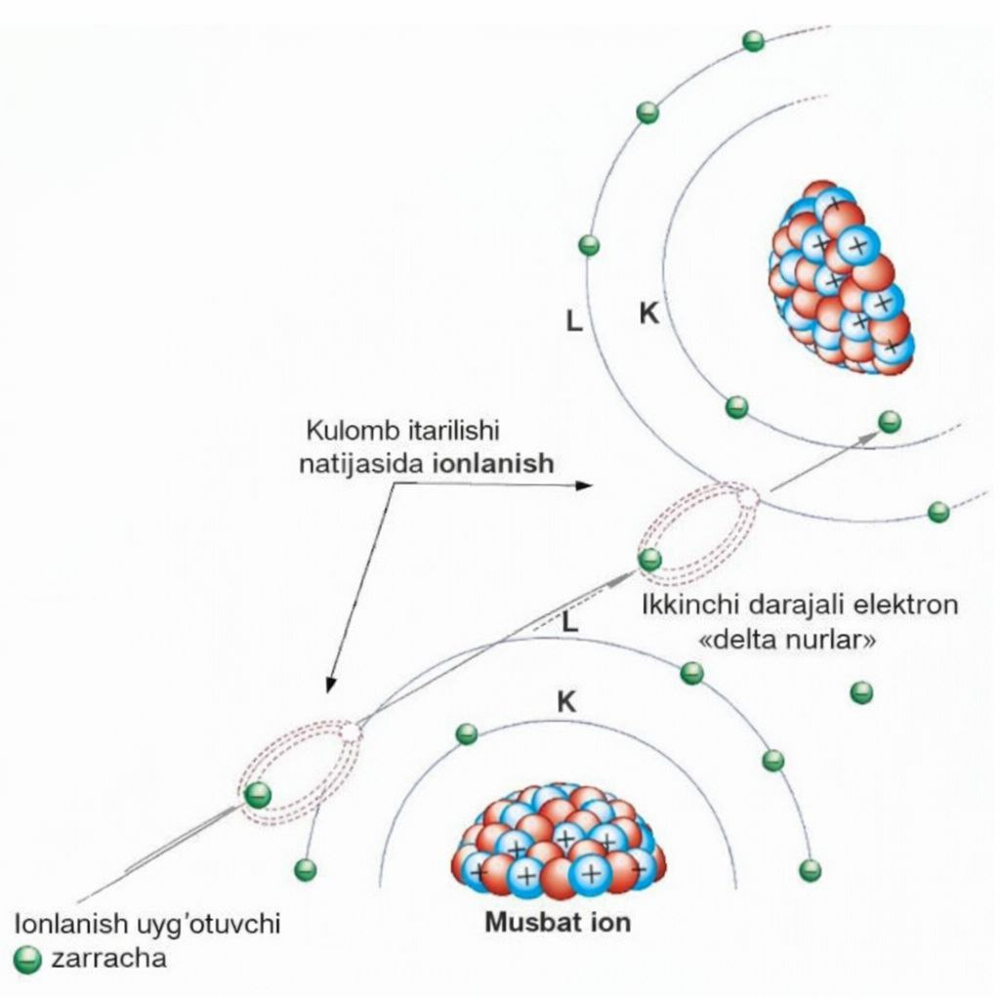 L
K
Kulomb itarilishi
natijasida ionlanish
Ikkinchi darajali elektron
«delta nurlar»
L
K
Musbat ion
Ionlanish uyg'otuvchi
zarracha